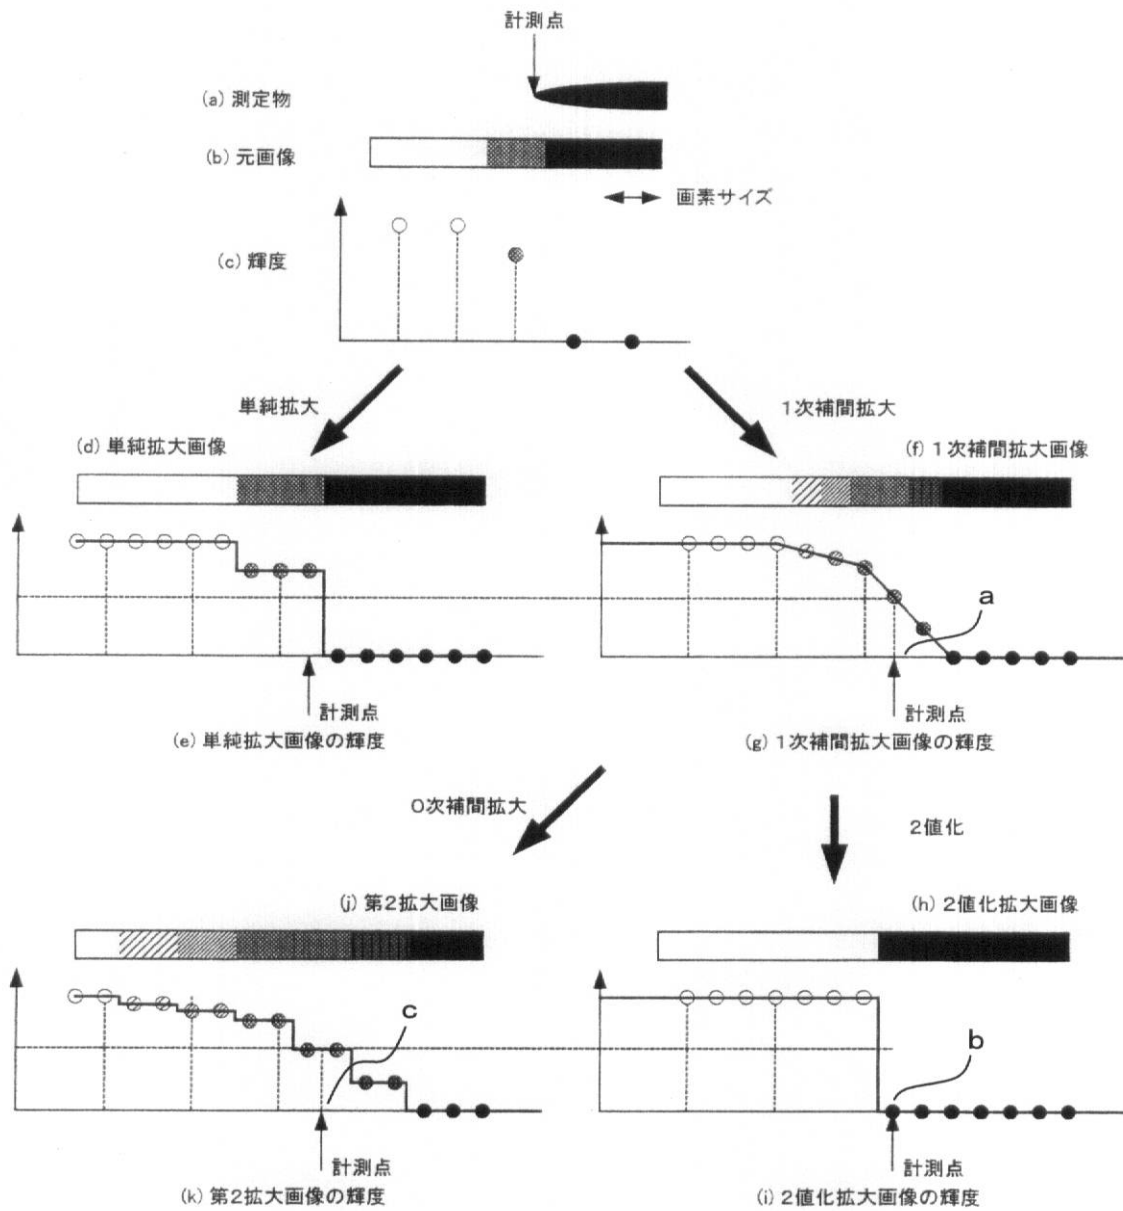 計測点
(a) 測定物
(b) 元画像
画素サイズ
(c) 輝度
単純拡大
1次補間拡大
(d) 単純拡大画像
(f) 1次補間拡大画像
a
計測点
計測点
(e) 単純拡大画像の輝度
(g) 1次補間拡大画像の輝度
0次補間拡大
2値化
(j) 第2拡大画像
(h) 2値化拡大画像
c
b
計測点
計測点
(k) 第2拡大画像の輝度
(i) 2値化拡大画像の輝度